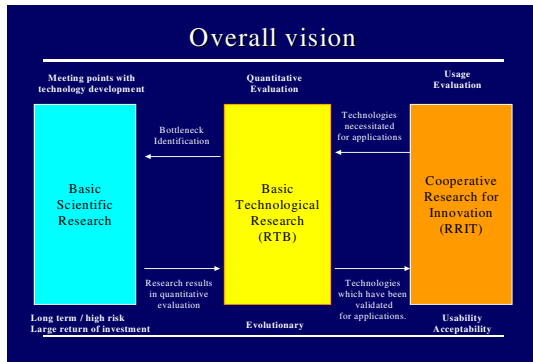 Overall vision
Meeting points with
technology development
Quantitative
Evaluation
Usage
Evaluation
Basic
Scientific
Research
Bottleneck
Identification
Research results
in quantitative
evaluation
Basic
Technological
Research
(RTB)
Technologies
necessitated
for applications
Technologies
which have been
validated
for applications.
Cooperative
Research for
Innovation
(RRIT)
Long term / high risk
Large return of investment
Evolutionary
Usability
Acceptability